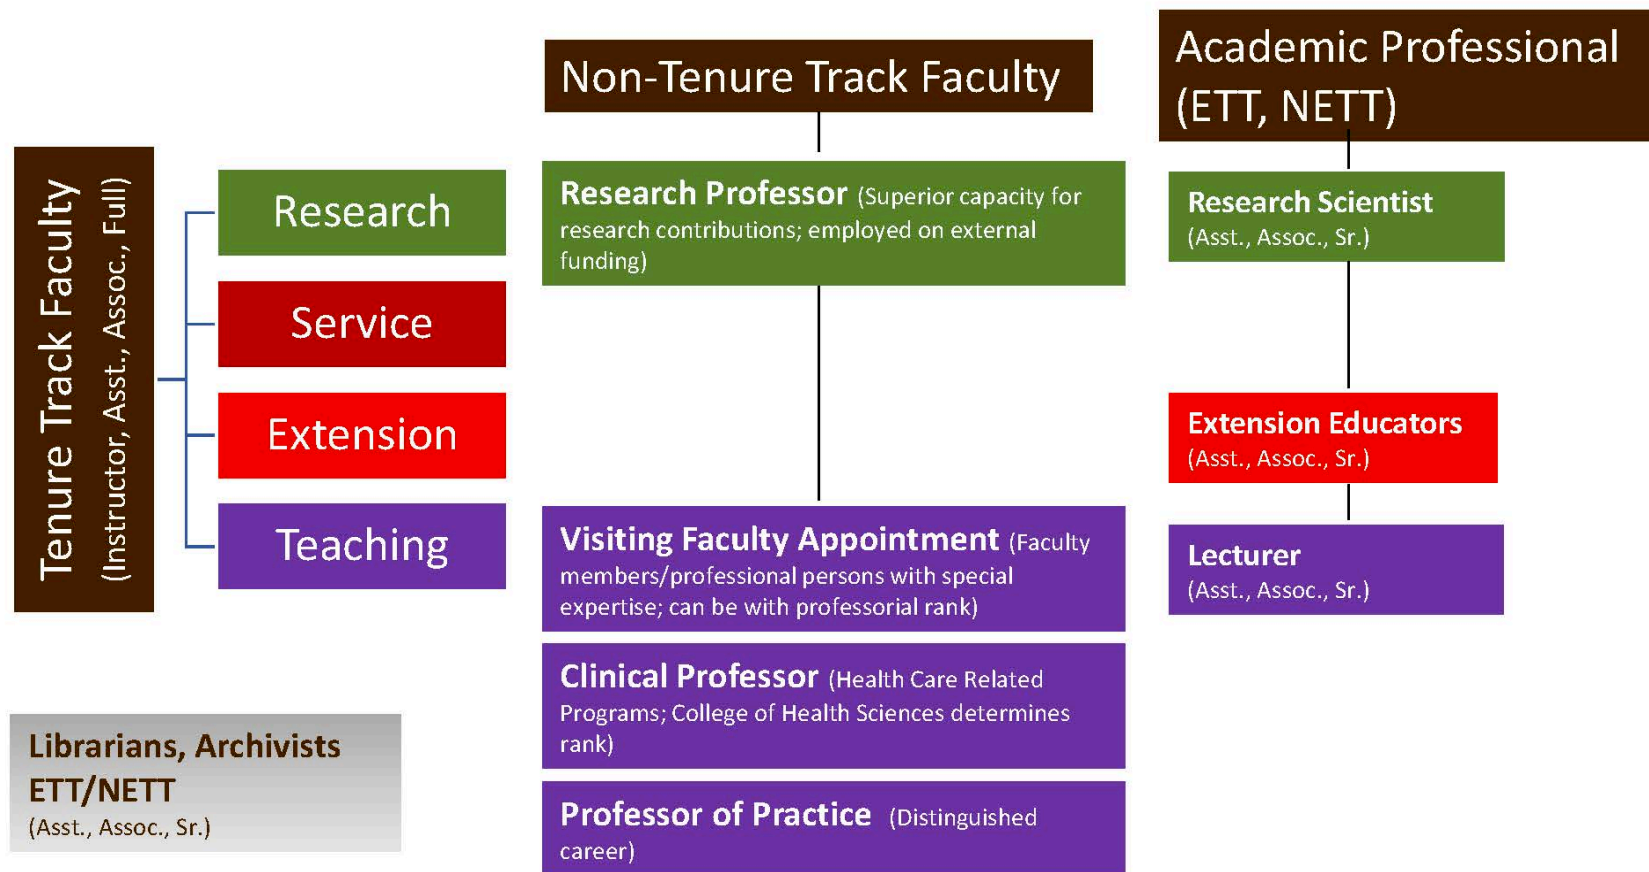 Tenure Track Faculty
(Instructor, Asst., Assoc., Full)
Research
Service
Extension
Teaching
Librarians, Archivists
ETT/NETT
(Asst., Assoc., Sr.)
Non-Tenure Track Faculty
Research Professor (Superior capacity for
research contributions; employed on external
funding)
Visiting Faculty Appointment (Faculty
members/professional persons with special
expertise; can be with professorial rank)
Clinical Professor (Health Care Related
Programs; College of Health Sciences determines
rank)
Professor of Practice (Distinguished
career)
Academic Professional
(ETT, NETT)
Research Scientist
(Asst., Assoc., Sr.)
Extension Educators
(Asst., Assoc., Sr.)
Lecturer
(Asst., Assoc., Sr.)